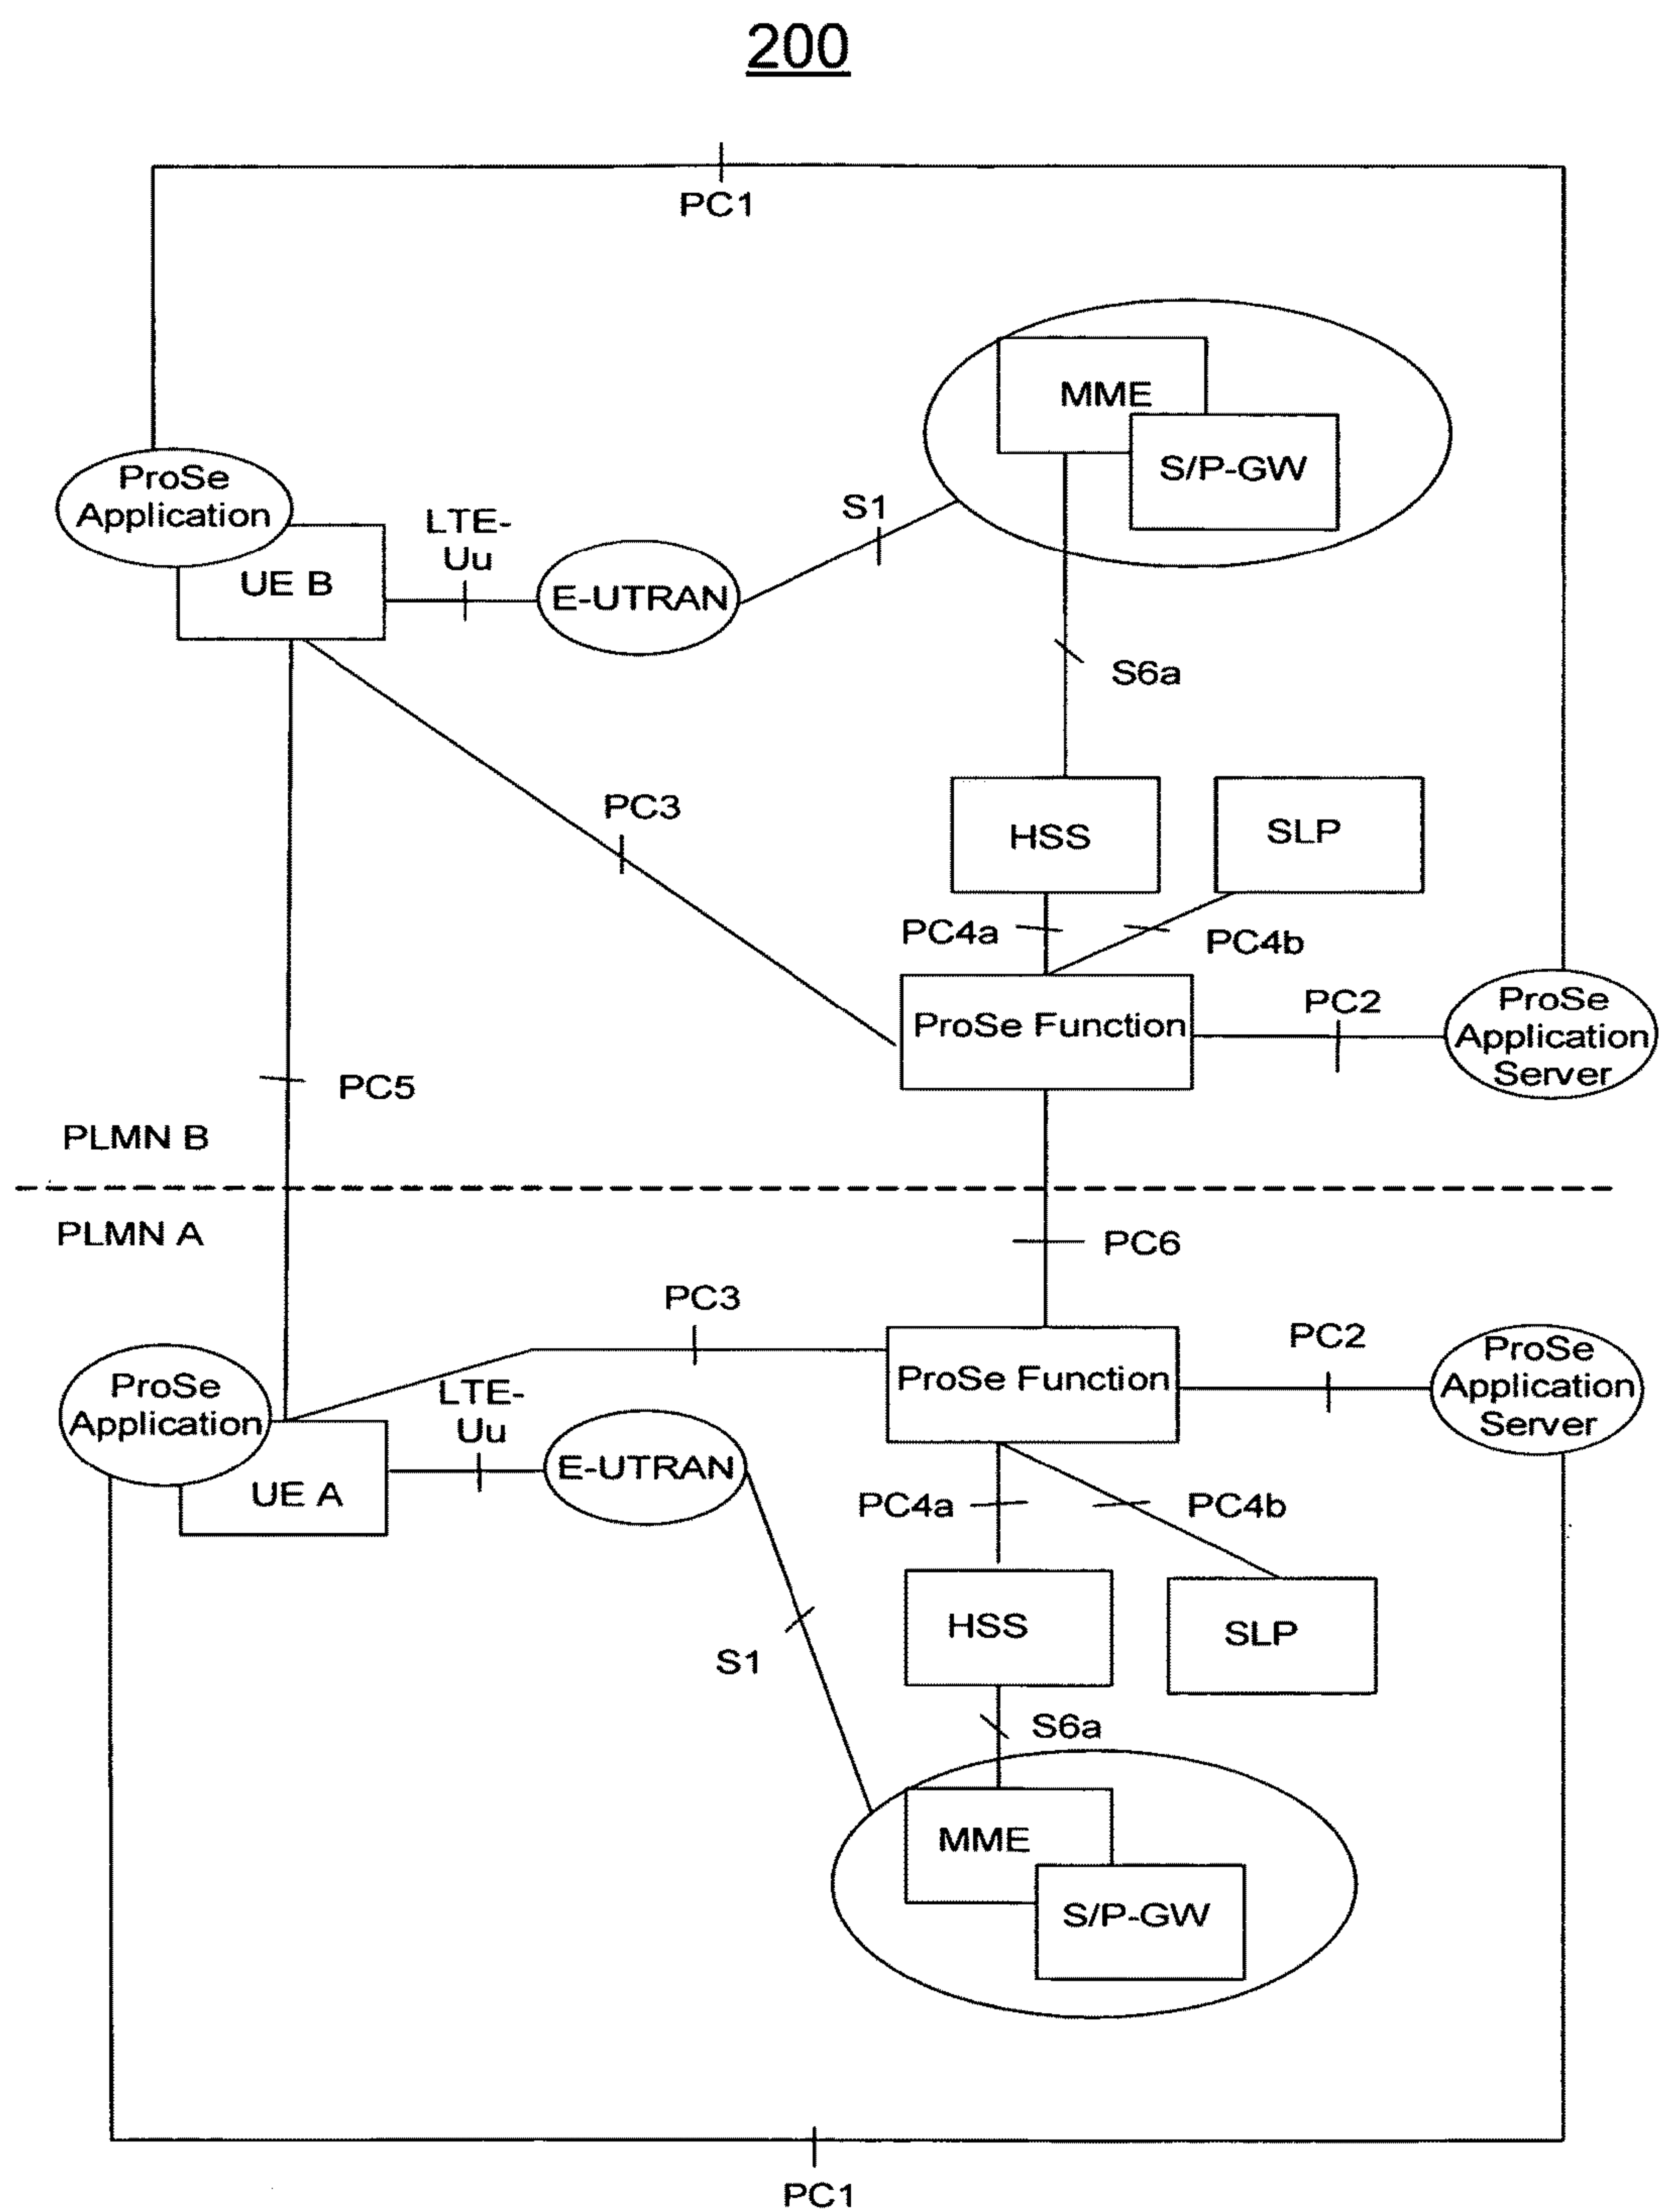 200
PC1
MME
S/P-GW
ProSe
Application
UE B
LTE-
Uu
E-UTRAN
S1
S6a
PC3
HSS
SLP
PC4a
PC4b
ProSe Function
PC2
ProSe
Application
Server
PC5
PLMN B
PLMN A
PC6
PC3
ProSe Function
PC2
ProSe
Application
Server
ProSe
Application
UE A
LTE-
Uu
E-UTRAN
PC4a
PC4b
S1
HSS
SLP
S6a
MME
S/P-GW
PC1